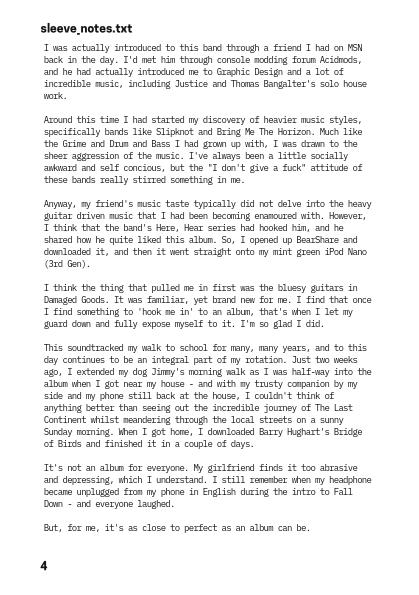 sleeve_notes.txt
I was actually introduced to this band through a friend I had on MSN
back in the day. I'd met him through console modding forum Acidmods,
and he had actually introduced me to Graphic Design and a lot of
incredible music, including Justice and Thomas Bangalter's solo house
work.
Around this time I had started my discovery of heavier music styles,
specifically bands like Slipknot and Bring Me The Horizon. Much like
the Grime and Drum and Bass I had grown up with, I was drawn to the
sheer aggression of the music. I've always been a little socially
awkward and self concious, but the "I don't give a fuck" attitude of
these bands really stirred something in me.
Anyway, my friend's music taste typically did not delve into the heavy
guitar driven music that I had been becoming enamoured with. However,
I think that the band's Here, Hear series had hooked him, and he
shared how he quite liked this album. So, I opened up BearShare and
downloaded it, and then it went straight onto my mint green iPod Nano
(3rd Gen).
I think the thing that pulled me in first was the bluesy guitars in
Damaged Goods. It was familiar, yet brand new for me. I find that once
I find something to 'hook me in' to an album, that's when I let my
guard down and fully expose myself to it. I'm so glad I did.
This soundtracked my walk to school for many, many years, and to this
day continues to be an integral part of my rotation. Just two weeks
ago, I extended my dog Jimmy's morning walk as I was half-way into the
album when I got near my house - and with my trusty companion by my
side and my phone still back at the house, I couldn't think of
anything better than seeing out the incredible journey of The Last
Continent whilst meandering through the local streets on a sunny
Sunday morning. When I got home, I downloaded Barry Hughart's Bridge
of Birds and finished it in a couple of days.
It's not an album for everyone. My girlfriend finds it too abrasive
and depressing, which I understand. I still remember when my headphone
became unplugged from my phone in English during the intro to Fall
Down - and everyone laughed.
But, for me, it's as close to perfect as an album can be.
4